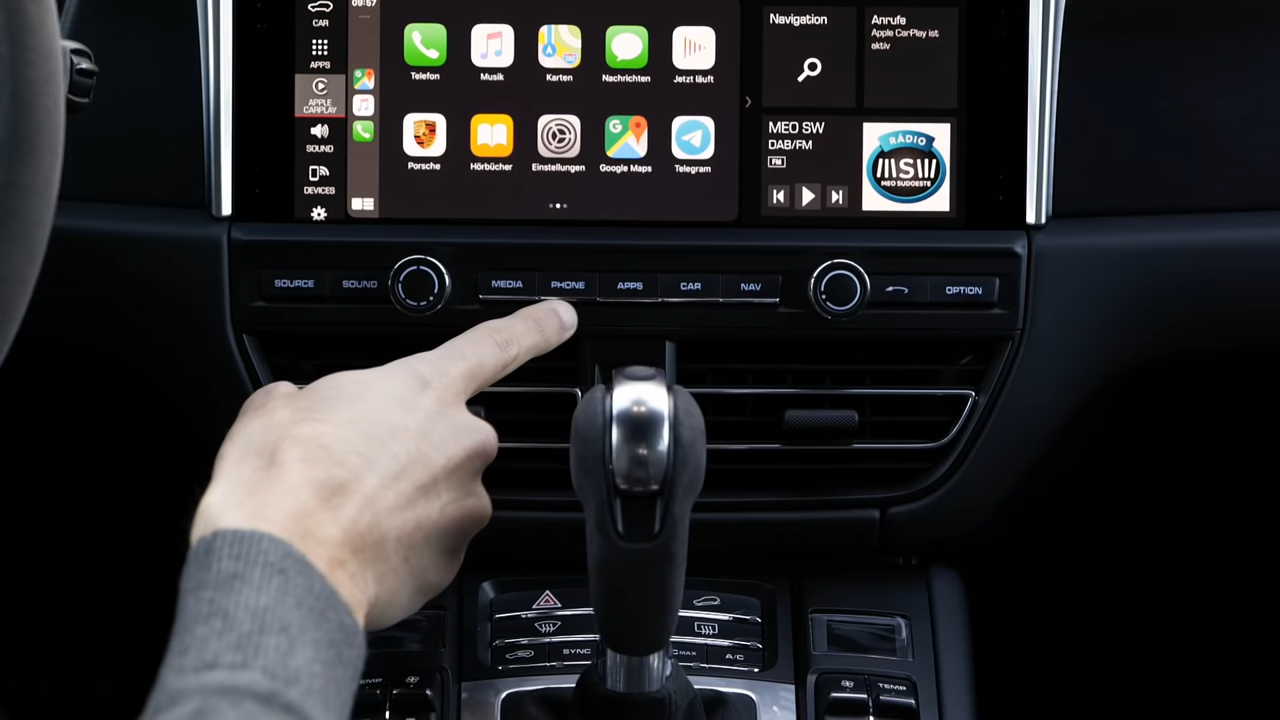 09:57
CAR
APPS
APPLE
CARPLAY
SOUND
DEVICES
Telefon
Musik
Karten
Nachrichten
Jetzt läuft
Porsche
Hörbücher
Einstellungen
Google Maps
Telegram
Navigation
Anrufe
Apple CarPlay ist
aktiv
MEO SW
DAB/FM
FM
RÁDIO
MSW
MEO SUDOESTE
SOURCE
SOUND
MEDIA
PHONE
APPS
CAR
NAV
OPTION
SYNC
MAX
A/C
TEMP
TEMP